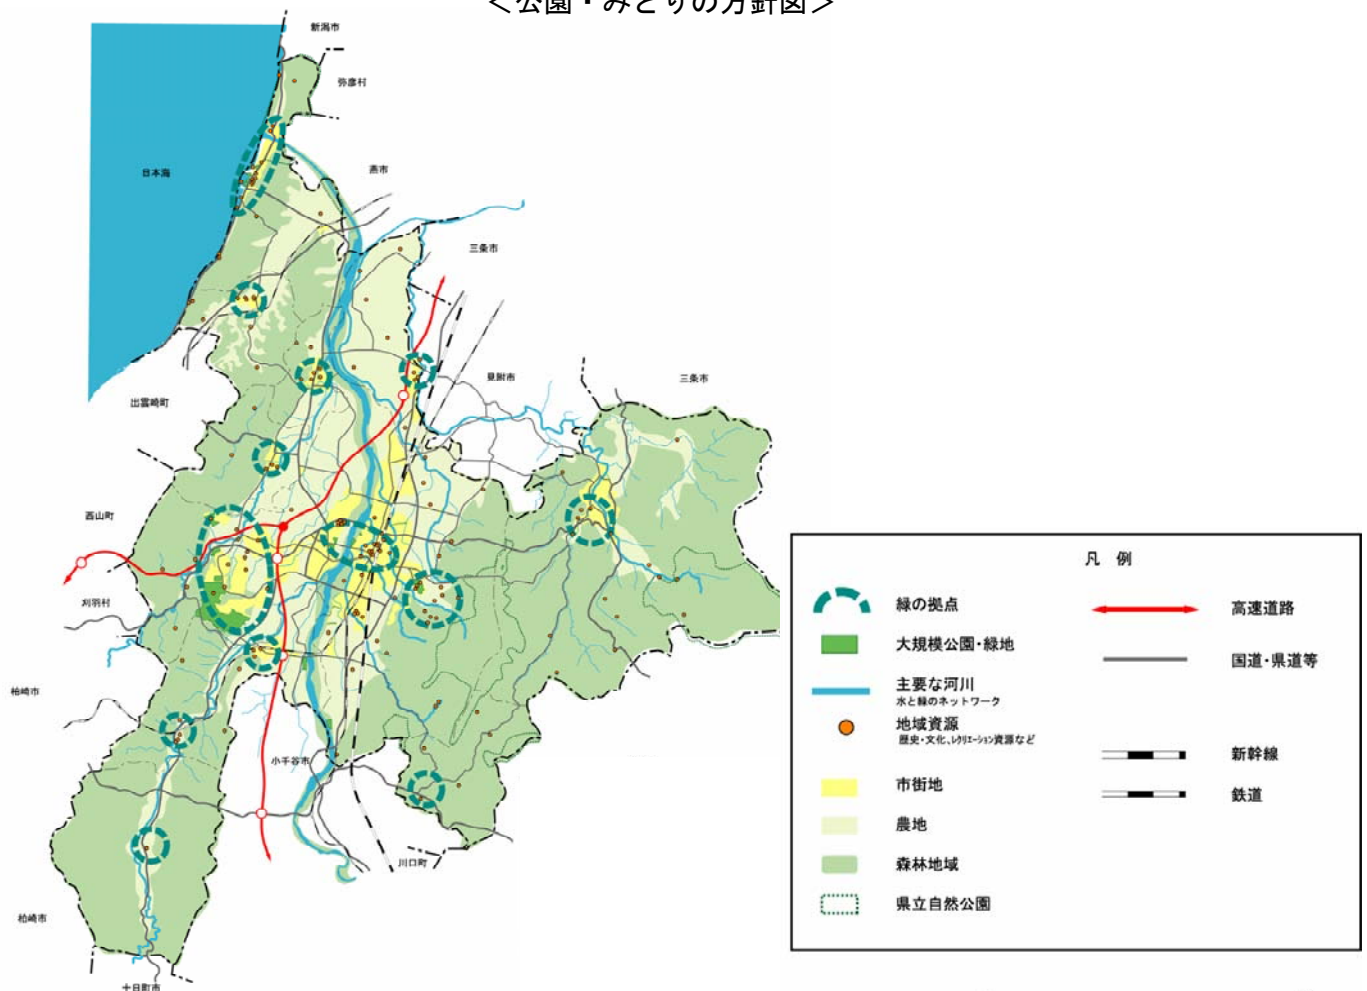 ＜公園・みどりの方針図＞
新潟市
弥彦村
日本海
燕市
三条市
見附市
三条市
出雲崎町
西山町
刈羽村
柏崎市
小千谷市
川口町
柏崎市
十日町市
凡 例
緑の拠点
大規模公園・緑地
主要な河川
水と緑のネットワーク
地域資源
歴史・文化、レクリエーション資源など
市街地
農地
森林地域
県立自然公園
高速道路
国道・県道等
新幹線
鉄道